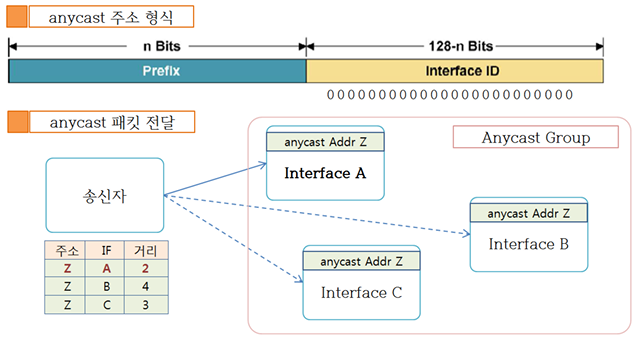 anycast 주소 형식
n Bits 128-n Bits
Prefix Interface ID
000000000000000000000000
anycast 패킷 전달
Anycast Group
anycast Addr Z
Interface A
송신자
anycast Addr Z
Interface B
anycast Addr Z
Interface C
주소 IF 거리
Z A 2
Z B 4
Z C 3